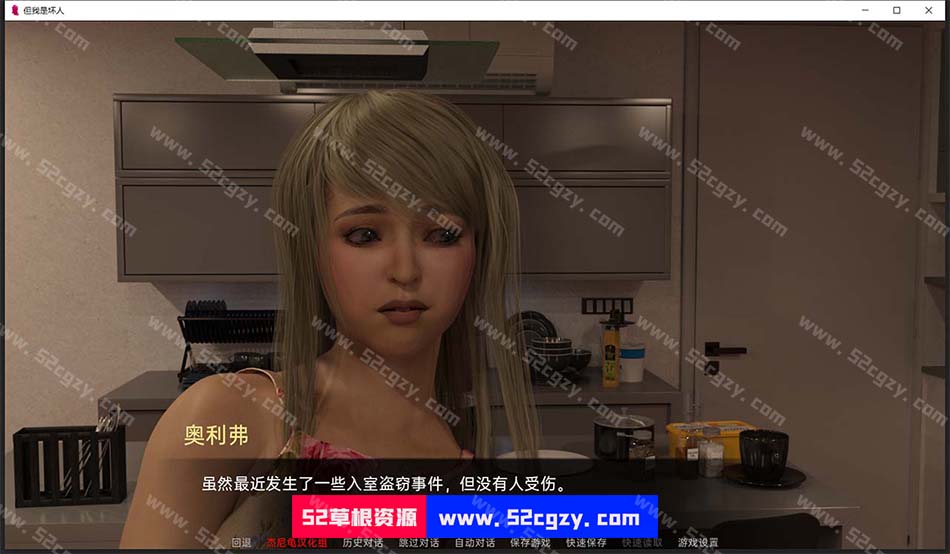 但我是坏人
www.52cgzy.com
奥利弗
虽然最近发生了一些入室盗窃事件，但没有人受伤。
52草根资源 www.52cgzy.com
回退 杰尼龟汉化组 历史对话 跳过对话 自动对话 保存游戏 快速保存 快速读取 游戏设置